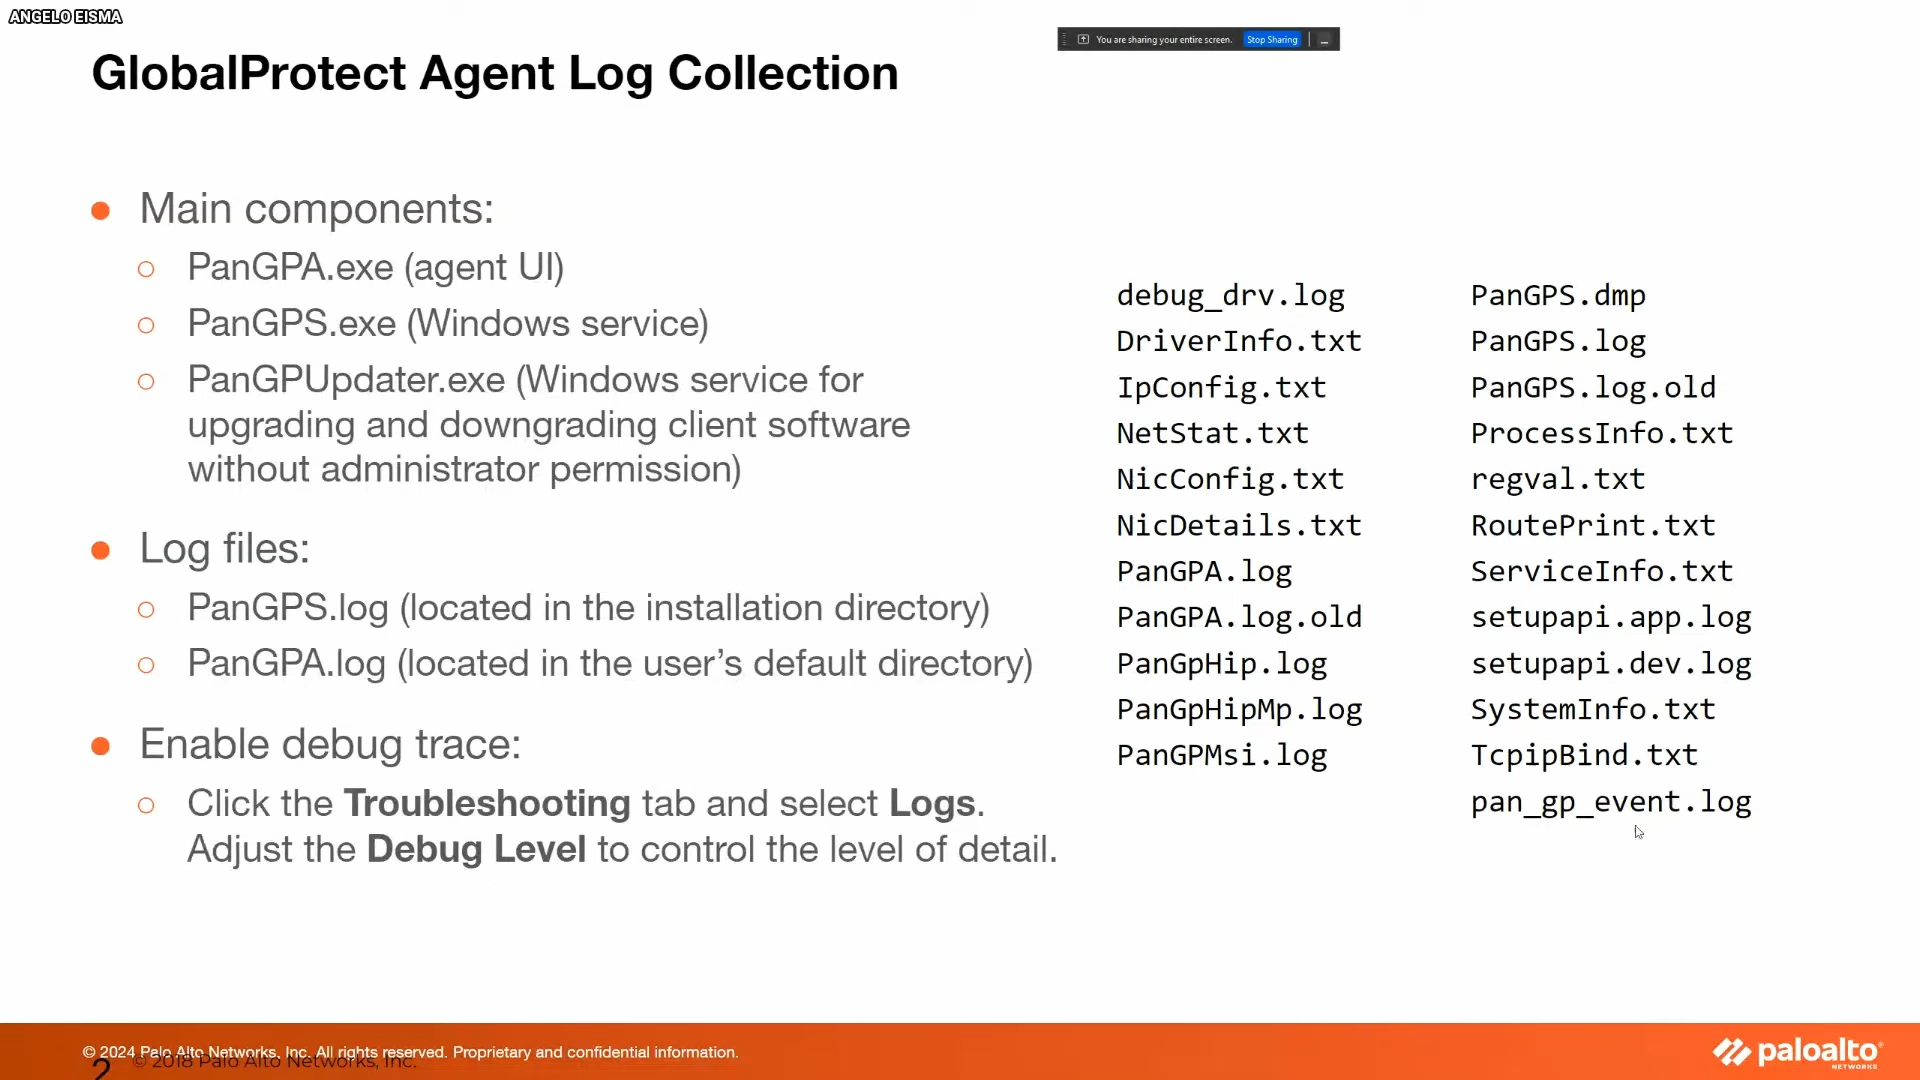 ANGELO EISMA
You are sharing your entire screen. Stop Sharing
GlobalProtect Agent Log Collection
Main components:
PanGPA.exe (agent UI)
PanGPS.exe (Windows service)
PanGPUpdater.exe (Windows service for
upgrading and downgrading client software
without administrator permission)
Log files:
PanGPS.log (located in the installation directory)
PanGPA.log (located in the user’s default directory)
Enable debug trace:
Click the Troubleshooting tab and select Logs.
Adjust the Debug Level to control the level of detail.
debug_drv.log
DriverInfo.txt
IpConfig.txt
NetStat.txt
NicConfig.txt
NicDetails.txt
PanGPA.log
PanGPA.log.old
PanGpHip.log
PanGpHipMp.log
PanGPMsi.log
PanGPS.dmp
PanGPS.log
PanGPS.log.old
ProcessInfo.txt
regval.txt
RoutePrint.txt
ServiceInfo.txt
setupapi.app.log
setupapi.dev.log
SystemInfo.txt
TcpipBind.txt
pan_gp_event.log
© 2024 Palo Alto Networks, Inc. All rights reserved. Proprietary and confidential information.
2 © 2018 Palo Alto Networks, Inc.
paloalto
NETWORKS